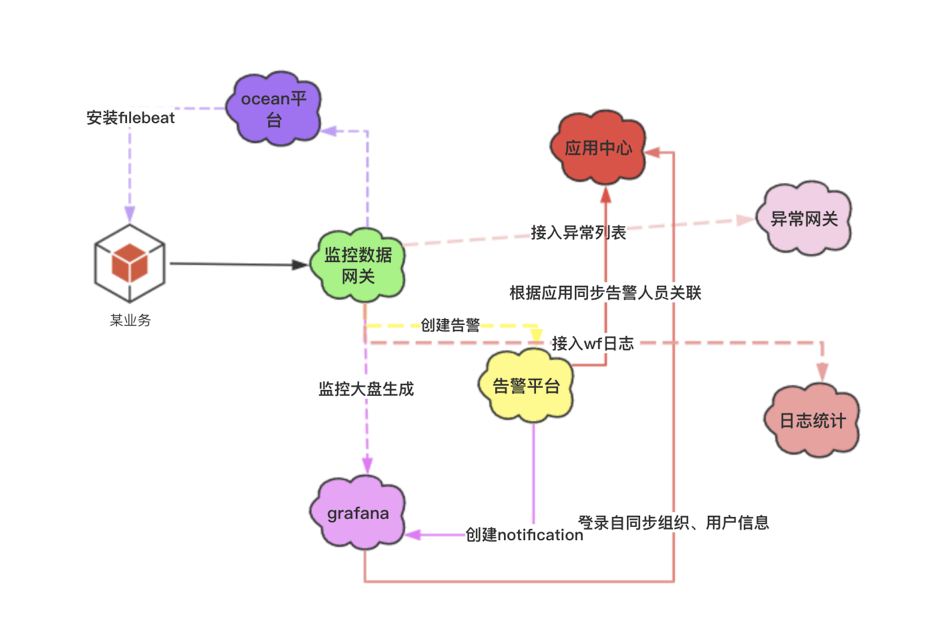 ocean平
台
安装filebeat
应用中心
异常网关
接入异常列表
监控数据
网关
某业务
根据应用同步告警人员关联
创建告警
接入wf日志
监控大盘生成
告警平台
日志统计
grafana
登录自同步组织、用户信息
创建notification